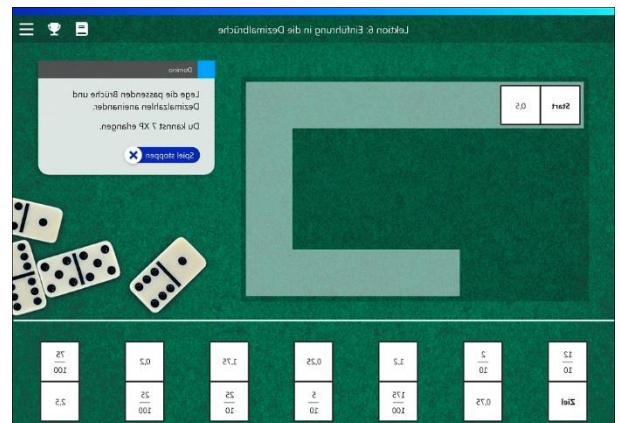 Lektion 6: Einführung in die Dezimalbrüche
Domino
Lege die passenden Brüche und
Dezimalzahlen aneinander.
Du kannst 7 XP erlangen.
Spiel stoppen
Start 0,5
12/10 2/10 1,2 0,25 1,75 0,2 75/100
Ziel 0,75 175/100 5/10 25/10 25/100 2,5